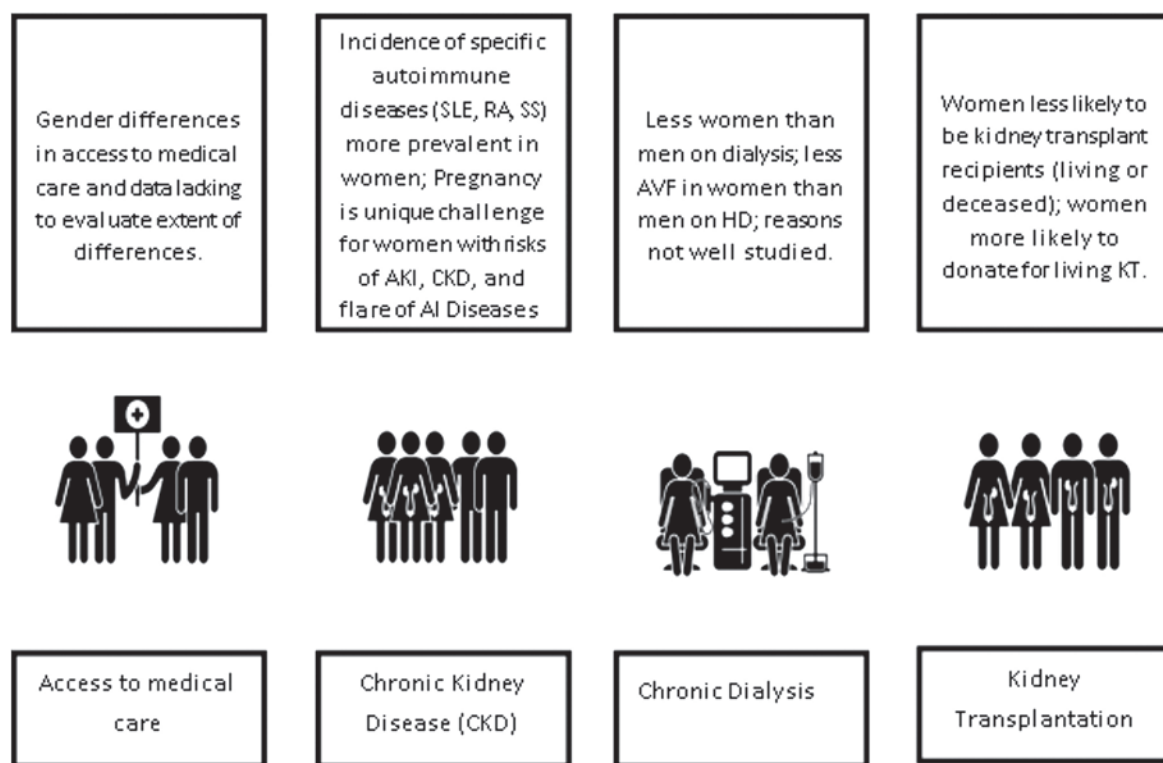 Gender differences
in access to medical
care and data lacking
to evaluate extent of
differences.
Incidence of specific
autoimmune
diseases (SLE, RA, SS)
more prevalent in
women; Pregnancy
is unique challenge
for women with risks
of AKI, CKD, and
flare of AI Diseases
Less women than
men on dialysis; less
AVF in women than
men on HD; reasons
not well studied.
Women less likely to
be kidney transplant
recipients (living or
deceased); women
more likely to
donate for living KT.
Access to medical
care
Chronic Kidney
Disease (CKD)
Chronic Dialysis
Kidney
Transplantation